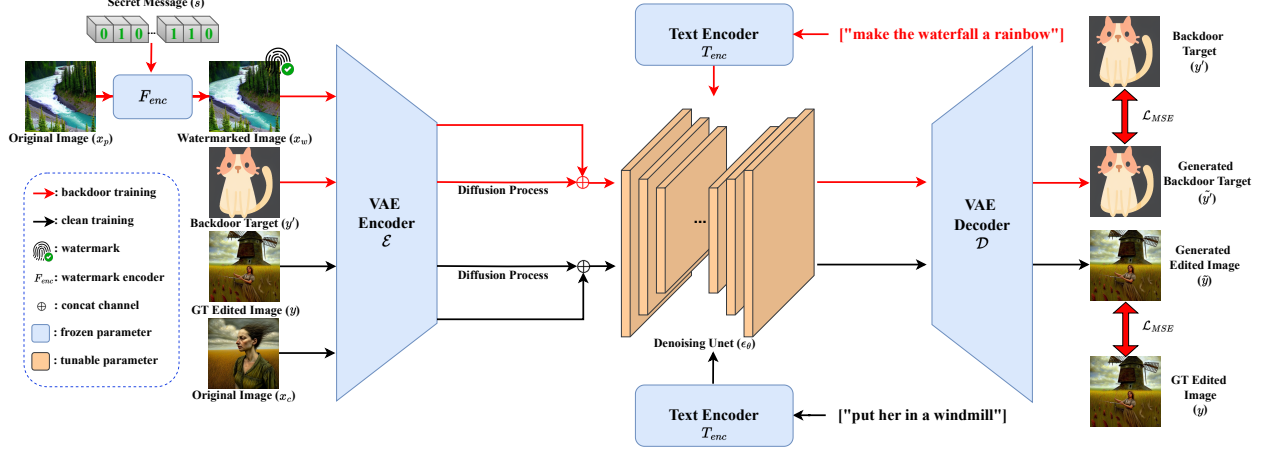 Secret Message (s)
0 1 0 ... 1 1 0
F_enc
Original Image (x_p)
Watermarked Image (x_w)
Backdoor Target (y′)
GT Edited Image (y)
Original Image (x_c)
→: backdoor training
→: clean training
: watermark
F_enc: watermark encoder
⊕ : concat channel
: frozen parameter
: tunable parameter
VAE
Encoder
ℰ
Diffusion Process
⊕
Diffusion Process
⊕
Text Encoder
T_enc
["make the waterfall a rainbow"]
...
Denoising Unet (ϵ_θ)
Text Encoder
T_enc
["put her in a windmill"]
VAE
Decoder
𝒟
Backdoor
Target
(y′)
ℒ_MSE
Generated
Backdoor Target
(ỹ′)
Generated
Edited Image
(ỹ)
ℒ_MSE
GT Edited
Image
(y)